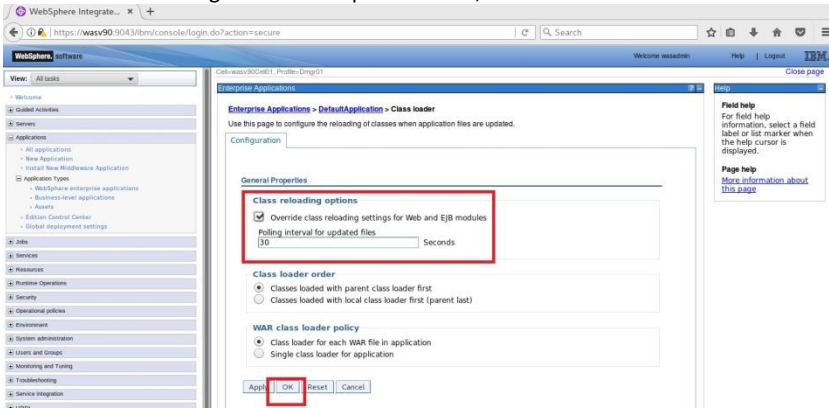 WebSphere Integrate... × +
https://wasv90:9043/ibm/console/login.do?action=secure
Search
WebSphere. software
Welcome wasadmin
Help | Logout
IBM
View: All tasks
Cell=wasv90Cell01, Profile=Dmgr01
Close page
Welcome
Guided Activities
Servers
Applications
All applications
New Application
Install New Middleware Application
Application Types
WebSphere enterprise applications
Business-level applications
Assets
Edition Control Center
Global deployment settings
Jobs
Services
Resources
Runtime Operations
Security
Operational policies
Environment
System administration
Users and Groups
Monitoring and Tuning
Troubleshooting
Service integration
UDDI
Enterprise Applications
Enterprise Applications > DefaultApplication > Class loader
Use this page to configure the reloading of classes when application files are updated.
Configuration
General Properties
Class reloading options
Override class reloading settings for Web and EJB modules
Polling interval for updated files
30 Seconds
Class loader order
Classes loaded with parent class loader first
Classes loaded with local class loader first (parent last)
WAR class loader policy
Class loader for each WAR file in application
Single class loader for application
Apply OK Reset Cancel
Help
Field help
For field help
information, select a field
label or list marker when
the help cursor is
displayed.
Page help
More information about
this page